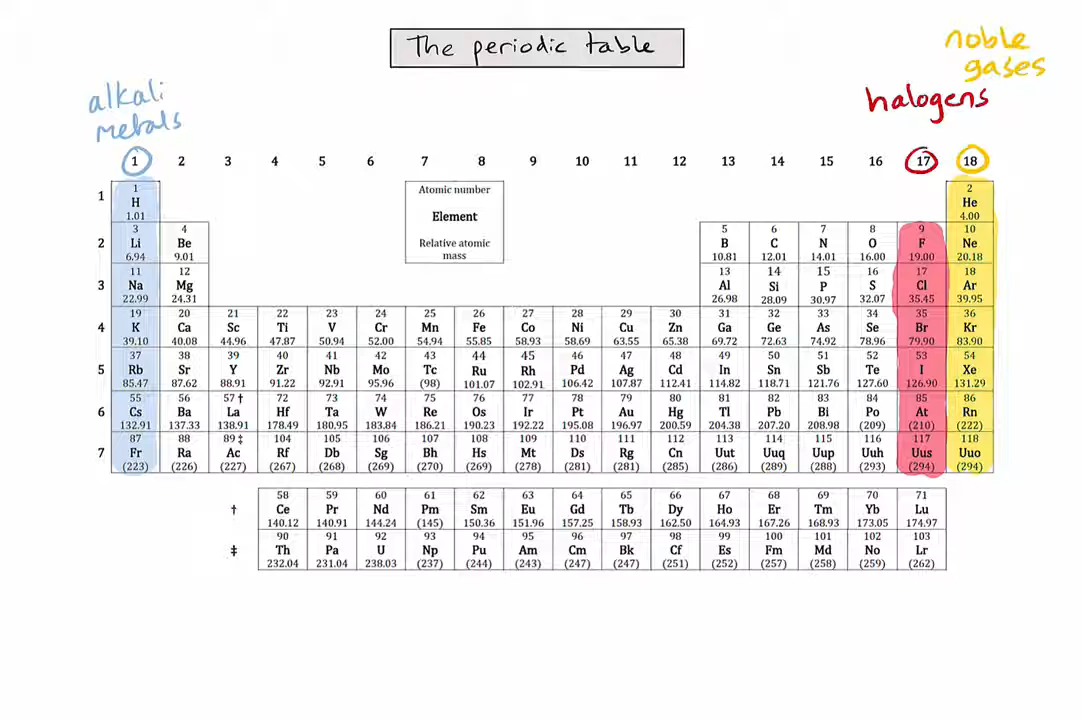 The periodic table
noble
gases
alkali
metals
halogens
1 2 3 4 5 6 7 8 9 10 11 12 13 14 15 16 17 18
Atomic number
Element
Relative atomic
mass
1
1 2
H He
1.01 4.00
2
3 4 5 6 7 8 9 10
Li Be B C N O F Ne
6.94 9.01 10.81 12.01 14.01 16.00 19.00 20.18
3
11 12 13 14 15 16 17 18
Na Mg Al Si P S Cl Ar
22.99 24.31 26.98 28.09 30.97 32.07 35.45 39.95
4
19 20 21 22 23 24 25 26 27 28 29 30 31 32 33 34 35 36
K Ca Sc Ti V Cr Mn Fe Co Ni Cu Zn Ga Ge As Se Br Kr
39.10 40.08 44.96 47.87 50.94 52.00 54.94 55.85 58.93 58.69 63.55 65.38 69.72 72.63 74.92 78.96 79.90 83.90
5
37 38 39 40 41 42 43 44 45 46 47 48 49 50 51 52 53 54
Rb Sr Y Zr Nb Mo Tc Ru Rh Pd Ag Cd In Sn Sb Te I Xe
85.47 87.62 88.91 91.22 92.91 95.96 (98) 101.07 102.91 106.42 107.87 112.41 114.82 118.71 121.76 127.60 126.90 131.29
6
55 56 57 † 72 73 74 75 76 77 78 79 80 81 82 83 84 85 86
Cs Ba La Hf Ta W Re Os Ir Pt Au Hg Tl Pb Bi Po At Rn
132.91 137.33 138.91 178.49 180.95 183.84 186.21 190.23 192.22 195.08 196.97 200.59 204.38 207.20 208.98 (209) (210) (222)
7
87 88 89 ‡ 104 105 106 107 108 109 110 111 112 113 114 115 116 117 118
Fr Ra Ac Rf Db Sg Bh Hs Mt Ds Rg Cn Uut Uuq Uup Uuh Uus Uuo
(223) (226) (227) (267) (268) (269) (270) (269) (278) (281) (281) (285) (286) (289) (288) (293) (294) (294)
†
58 59 60 61 62 63 64 65 66 67 68 69 70 71
Ce Pr Nd Pm Sm Eu Gd Tb Dy Ho Er Tm Yb Lu
140.12 140.91 144.24 (145) 150.36 151.96 157.25 158.93 162.50 164.93 167.26 168.93 173.05 174.97
‡
90 91 92 93 94 95 96 97 98 99 100 101 102 103
Th Pa U Np Pu Am Cm Bk Cf Es Fm Md No Lr
232.04 231.04 238.03 (237) (244) (243) (247) (247) (251) (252) (257) (258) (259) (262)